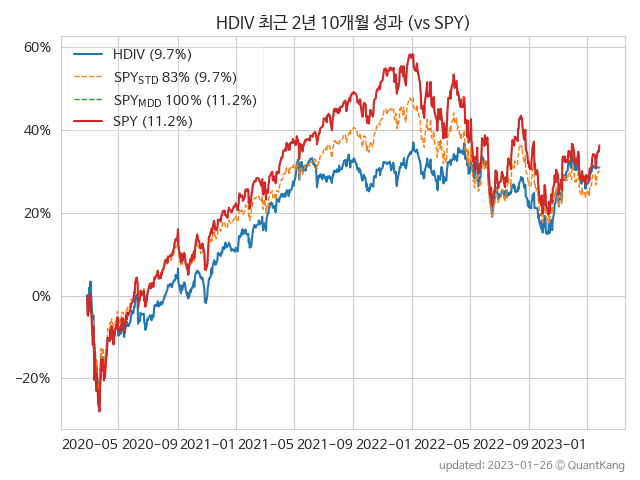 HDIV 최근 2년 10개월 성과 (vs SPY)
HDIV (9.7%)
SPY_STD 83% (9.7%)
SPY_MDD 100% (11.2%)
SPY (11.2%)
60%
40%
20%
0%
−20%
2020-05 2020-09 2021-01 2021-05 2021-09 2022-01 2022-05 2022-09 2023-01
updated: 2023-01-26 © QuantKang